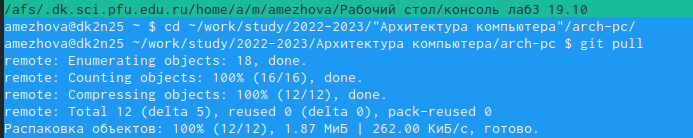 /afs/.dk.sci.pfu.edu.ru/home/a/m/amezhova/Рабочий стол/консоль лаб3 19.10
amezhova@dk2n25 ~ $ cd ~/work/study/2022-2023/"Архитектура компьютера"/arch-pc/
amezhova@dk2n25 ~/work/study/2022-2023/Архитектура компьютера/arch-pc $ git pull
remote: Enumerating objects: 18, done.
remote: Counting objects: 100% (16/16), done.
remote: Compressing objects: 100% (12/12), done.
remote: Total 12 (delta 5), reused 0 (delta 0), pack-reused 0
Распаковка объектов: 100% (12/12), 1.87 МиБ | 262.00 КиБ/с, готово.